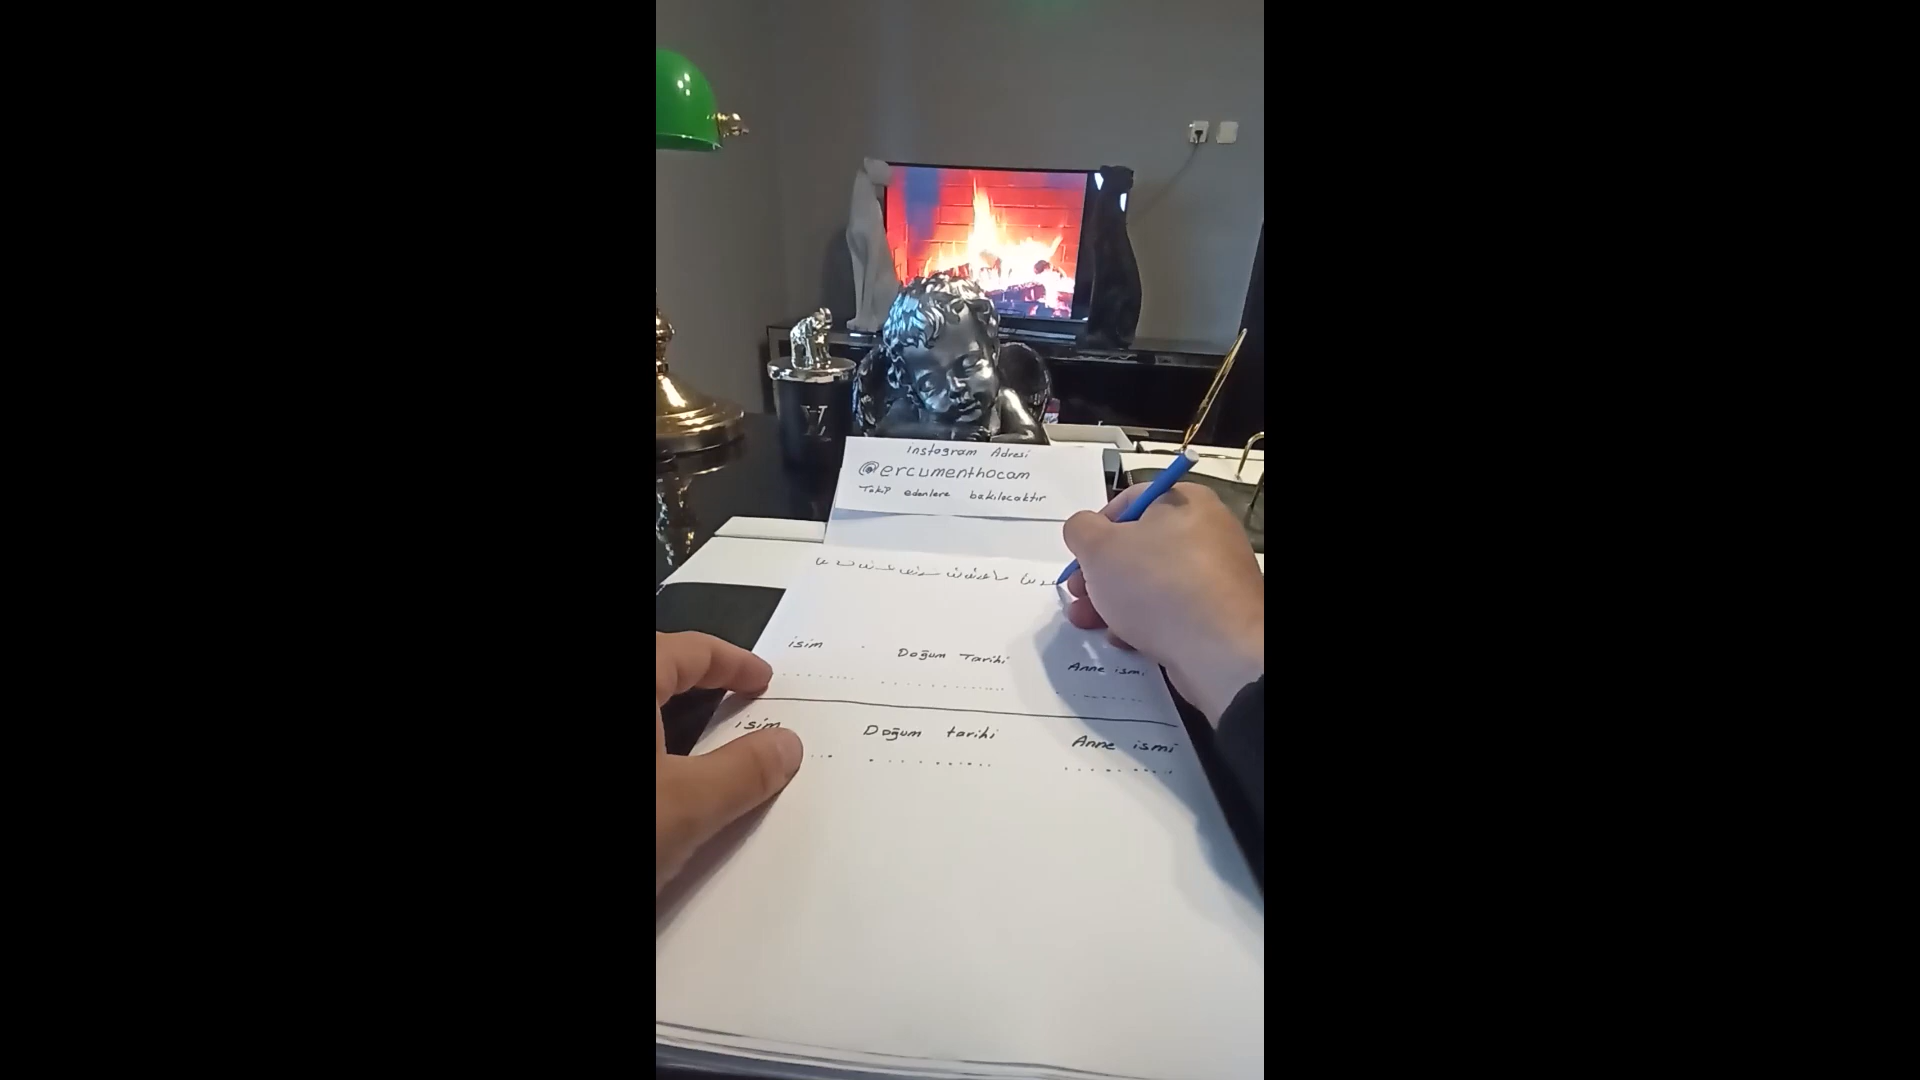 instagram Adresi
@ercumenthocam
Takip edenlere bakılacaktır
isim Doğum Tarihi Anne ismi
isim Doğum tarihi Anne ismi